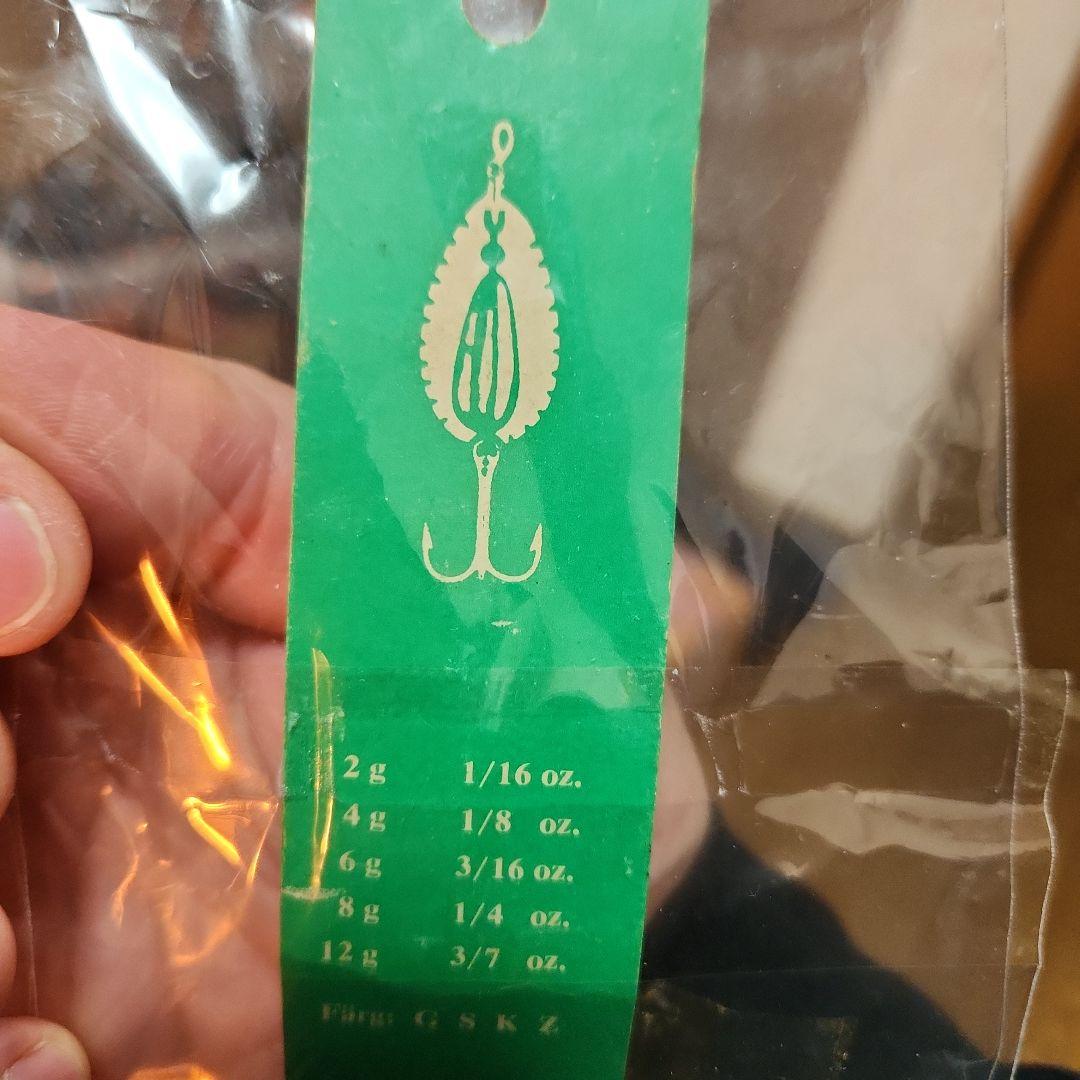 2 g 1/16 oz.
4 g 1/8 oz.
6 g 3/16 oz.
8 g 1/4 oz.
12 g 3/7 oz.
Färg: G S K Z